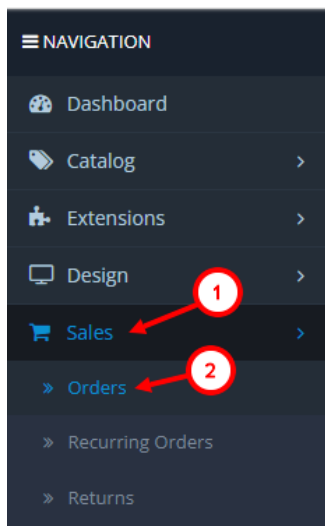 NAVIGATION
Dashboard
Catalog
Extensions
Design
1
Sales
2
Orders
Recurring Orders
Returns